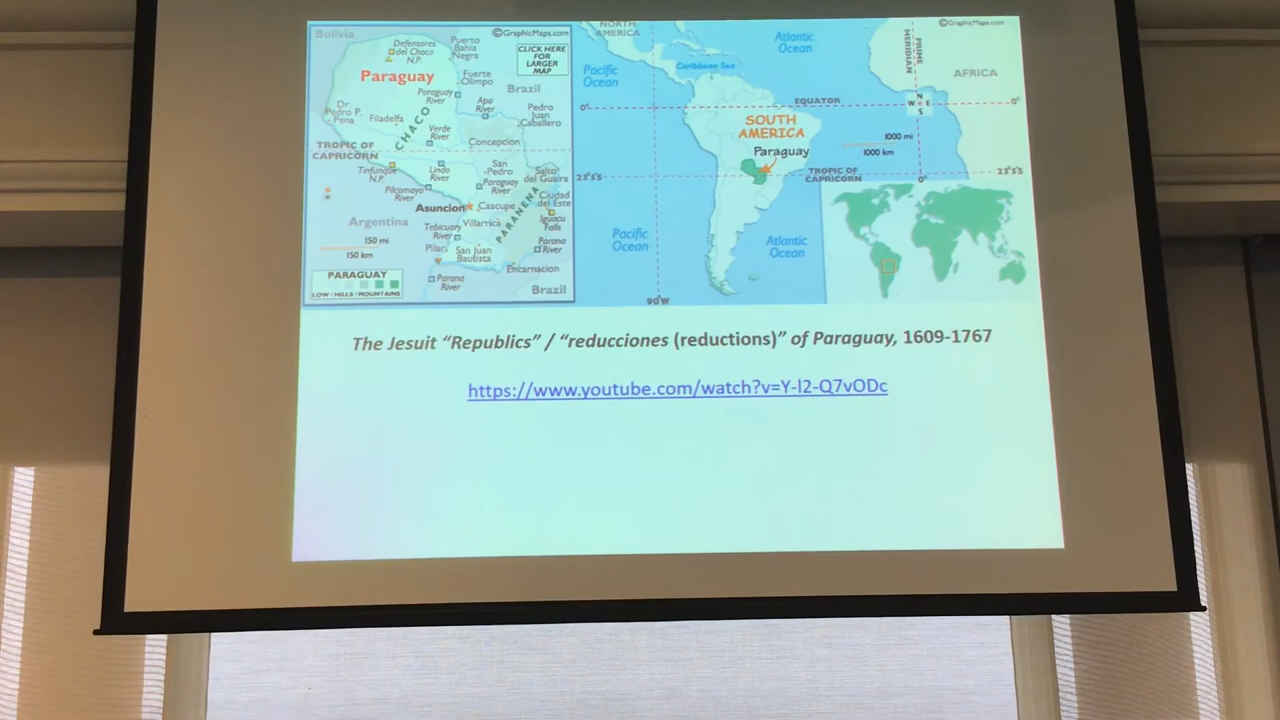 Bolivia
©GraphicMaps.com
CLICK HERE
FOR
LARGER
MAP
Defensores
del Chaco
N.P.
Puerto
Bahia
Negra
Paraguay
Fuerte
Olimpo
Brazil
Paraguay
River
Apa
River
Pedro
Juan
Caballero
Dr.
Pedro P.
Pena
Filadelfa
CHACO
Verde
River
Concepcion
TROPIC OF
CAPRICORN
Tinfunque
N.P.
Lindo
River
San
Pedro
Salto
del Guaira
Pilcomayo
River
Paraguay
River
Asuncion
Caacupe
Ciudad
del Este
PARANENA
Iguacu
Falls
Argentina
Tebicuary
River
Villarrica
150 mi
150 km
Pilar
San Juan
Bautista
Parana
River
Encarnacion
PARAGUAY
LOW / HILLS / MOUNTAINS
Parana
River
Brazil
NORTH
AMERICA
Atlantic
Ocean
©GraphicMaps.com
PRIME
MERIDIAN
Pacific
Ocean
Caribbean Sea
AFRICA
0°
EQUATOR
N
W E
S
0°
SOUTH
AMERICA
1000 mi
1000 km
Paraguay
23°5'S
TROPIC OF
CAPRICORN
0°
23°5'S
Pacific
Ocean
Atlantic
Ocean
90°W
The Jesuit “Republics” / “reducciones (reductions)” of Paraguay, 1609-1767
https://www.youtube.com/watch?v=Y-l2-Q7vODc